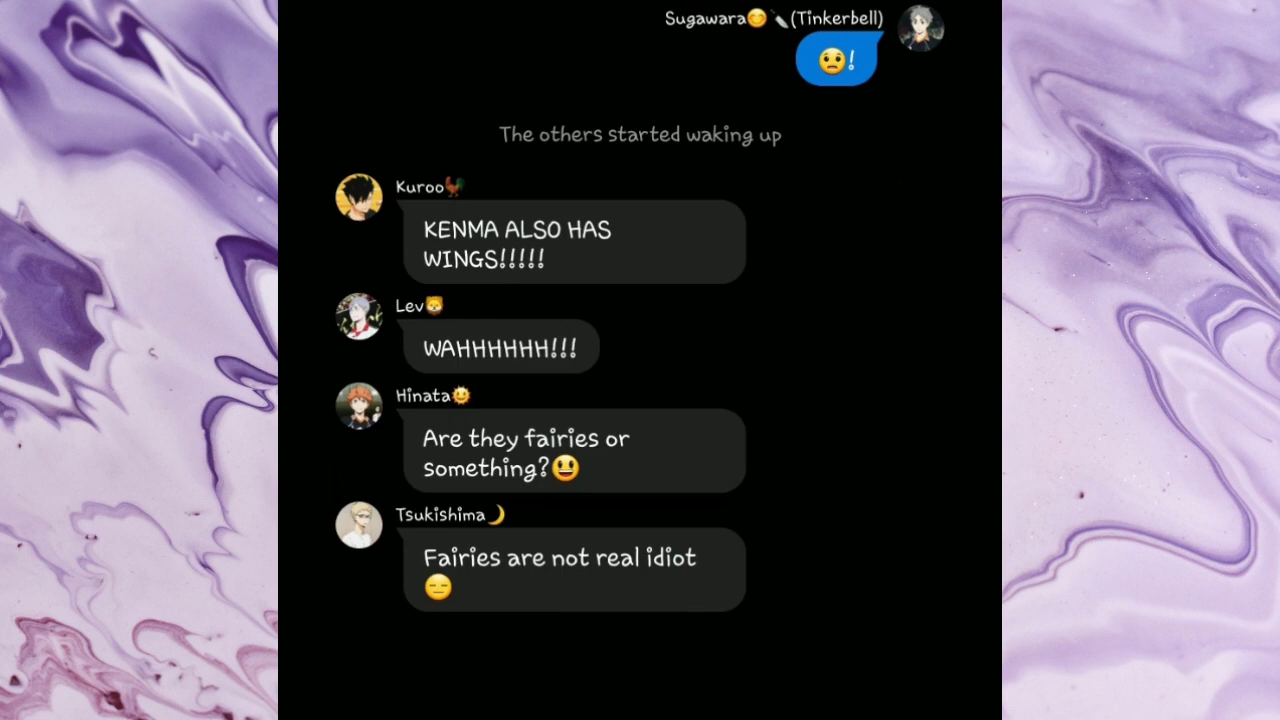 Sugawara😊🔪(Tinkerbell)
😟!
The others started waking up
Kuroo🐓
KENMA ALSO HAS
WINGS!!!!!
Lev🦁
WAHHHHHH!!!
Hinata🌞
Are they fairies or
something?😃
Tsukishima🌙
Fairies are not real idiot
😑